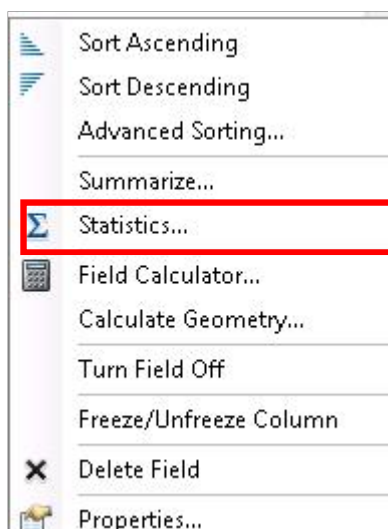 Sort Ascending
Sort Descending
Advanced Sorting...
Summarize...
Statistics...
Field Calculator...
Calculate Geometry...
Turn Field Off
Freeze/Unfreeze Column
Delete Field
Properties...